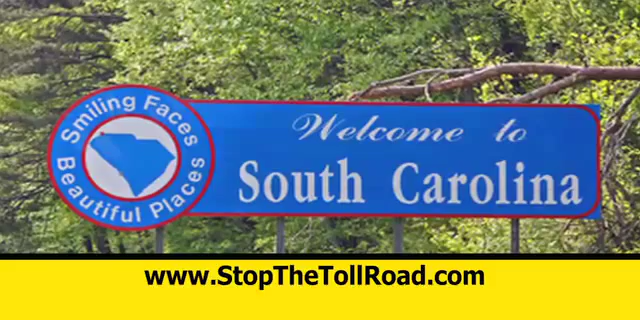 Smiling Faces
Beautiful Places
Welcome to
South Carolina
www.StopTheTollRoad.com